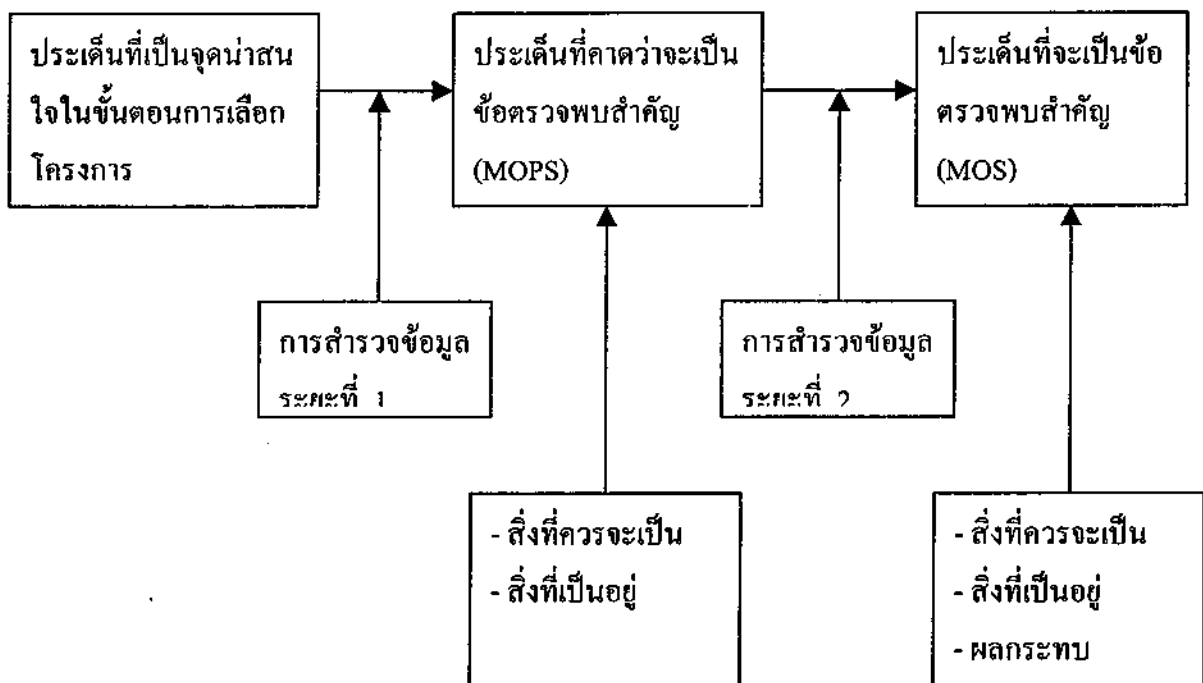 ประเด็นที่เป็นจุดน่าสน
ใจในขั้นตอนการเลือก
โครงการ
ประเด็นที่คาดว่าจะเป็น
ข้อตรวจพบสำคัญ
(MOPS)
ประเด็นที่จะเป็นข้อ
ตรวจพบสำคัญ
(MOS)
การสำรวจข้อมูล
ระยะที่ 1
การสำรวจข้อมูล
ระยะที่ 2
- สิ่งที่ควรจะเป็น
- สิ่งที่เป็นอยู่
- สิ่งที่ควรจะเป็น
- สิ่งที่เป็นอยู่
- ผลกระทบ